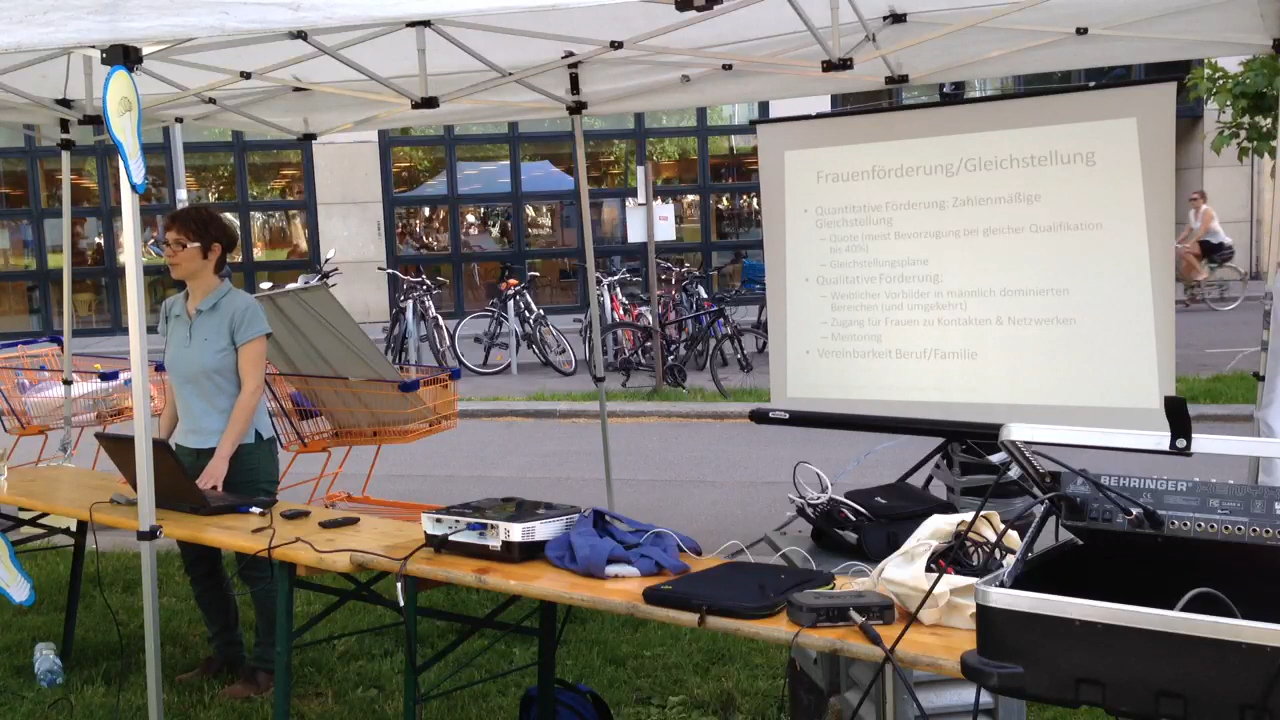 Frauenförderung/Gleichstellung
• Quantitative Förderung: Zahlenmäßige
Gleichstellung
– Quote (meist Bevorzugung bei gleicher Qualifikation
bis 40%)
– Gleichstellungspläne
• Qualitative Förderung:
– Weiblicher Vorbilder in männlich dominierten
Bereichen (und umgekehrt)
– Zugang für Frauen zu Kontakten & Netzwerken
– Mentoring
• Vereinbarkeit Beruf/Familie
BEHRINGER